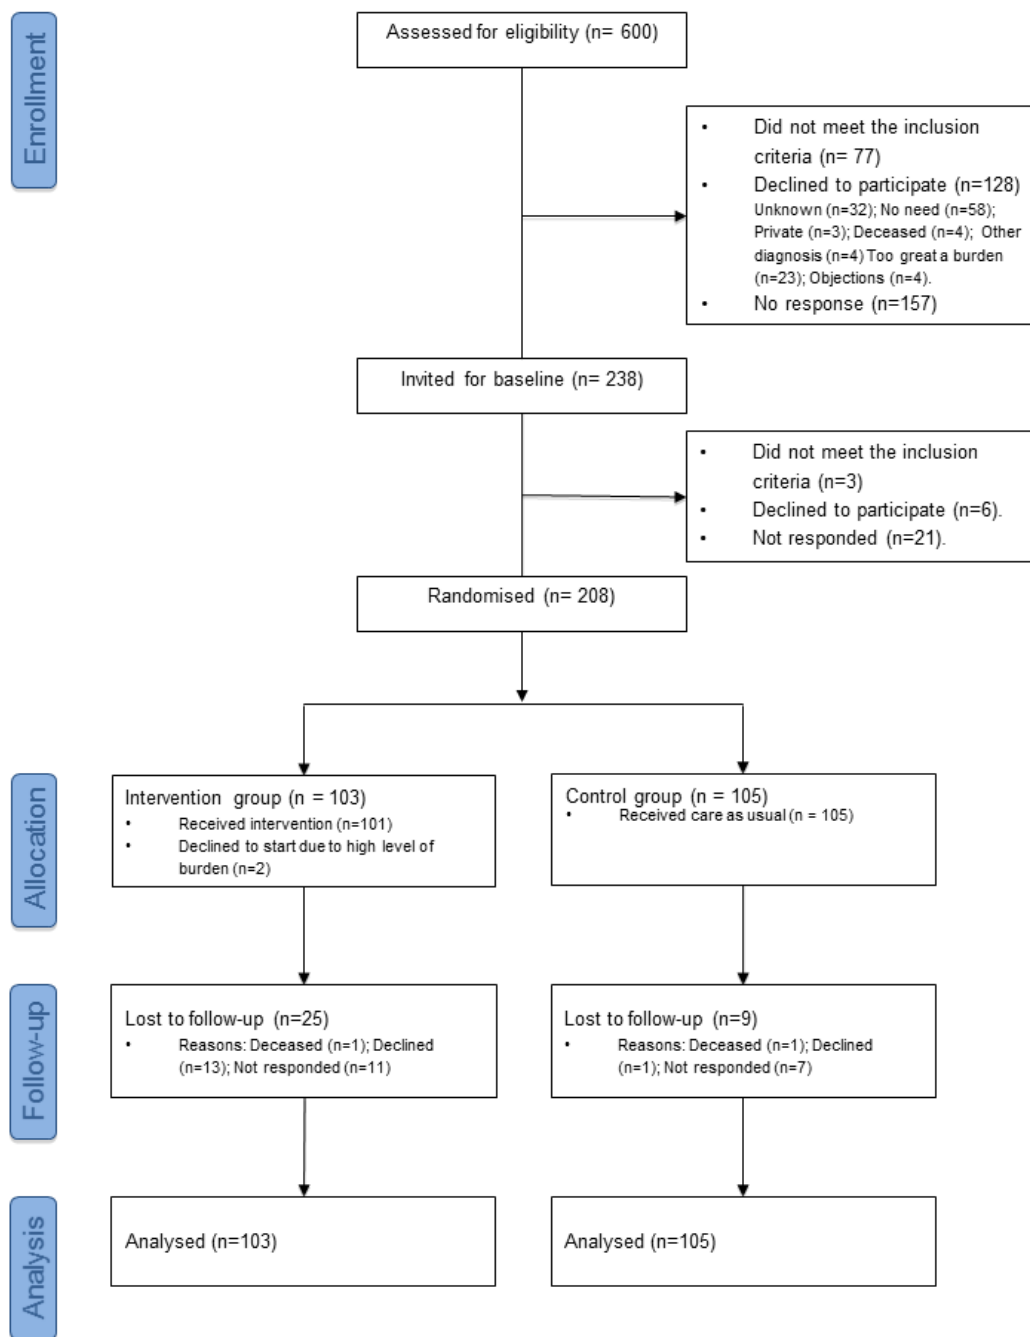 Enrollment
Assessed for eligibility (n= 600)
• Did not meet the inclusion
criteria (n= 77)
• Declined to participate (n=128)
Unknown (n=32); No need (n=58);
Private (n=3); Deceased (n=4); Other
diagnosis (n=4) Too great a burden
(n=23); Objections (n=4).
• No response (n=157)
Invited for baseline (n= 238)
• Did not meet the inclusion
criteria (n=3)
• Declined to participate (n=6).
• Not responded (n=21).
Randomised (n= 208)
Allocation
Intervention group (n = 103)
• Received intervention (n=101)
• Declined to start due to high level of
burden (n=2)
Control group (n = 105)
• Received care as usual (n = 105)
Follow-up
Lost to follow-up (n=25)
• Reasons: Deceased (n=1); Declined
(n=13); Not responded (n=11)
Lost to follow-up (n=9)
• Reasons: Deceased (n=1); Declined
(n=1); Not responded (n=7)
Analysis
Analysed (n=103)
Analysed (n=105)